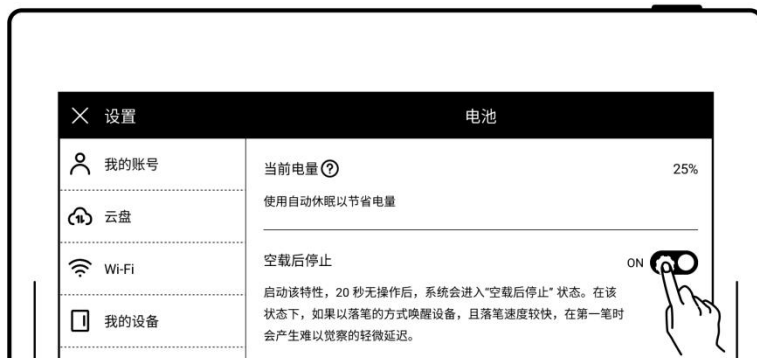 设置
电池
我的账号
当前电量?
25%
使用自动休眠以节省电量
云盘
Wi-Fi
空载后停止
ON
启动该特性，20 秒无操作后，系统会进入"空载后停止" 状态。在该
状态下，如果以落笔的方式唤醒设备，且落笔速度较快，在第一笔时
会产生难以觉察的轻微延迟。
我的设备